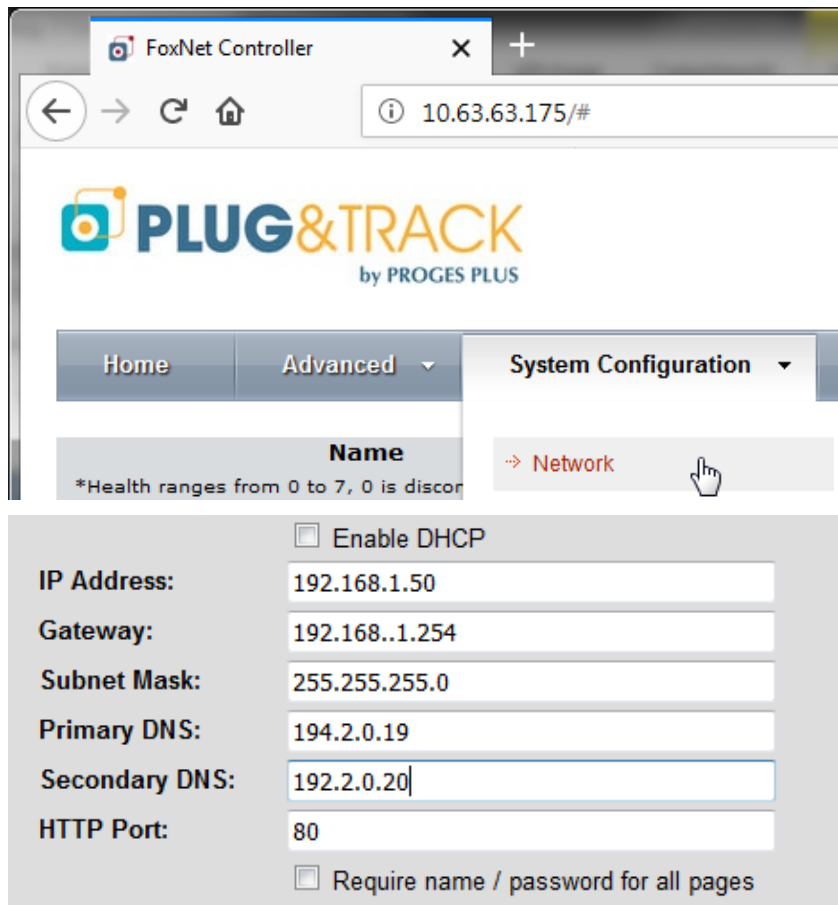 FoxNet Controller
10.63.63.175/#
PLUG&TRACK
by PROGES PLUS
Home Advanced System Configuration
Name
*Health ranges from 0 to 7, 0 is discor
Network
Enable DHCP
IP Address: 192.168.1.50
Gateway: 192.168..1.254
Subnet Mask: 255.255.255.0
Primary DNS: 194.2.0.19
Secondary DNS: 192.2.0.20
HTTP Port: 80
Require name / password for all pages